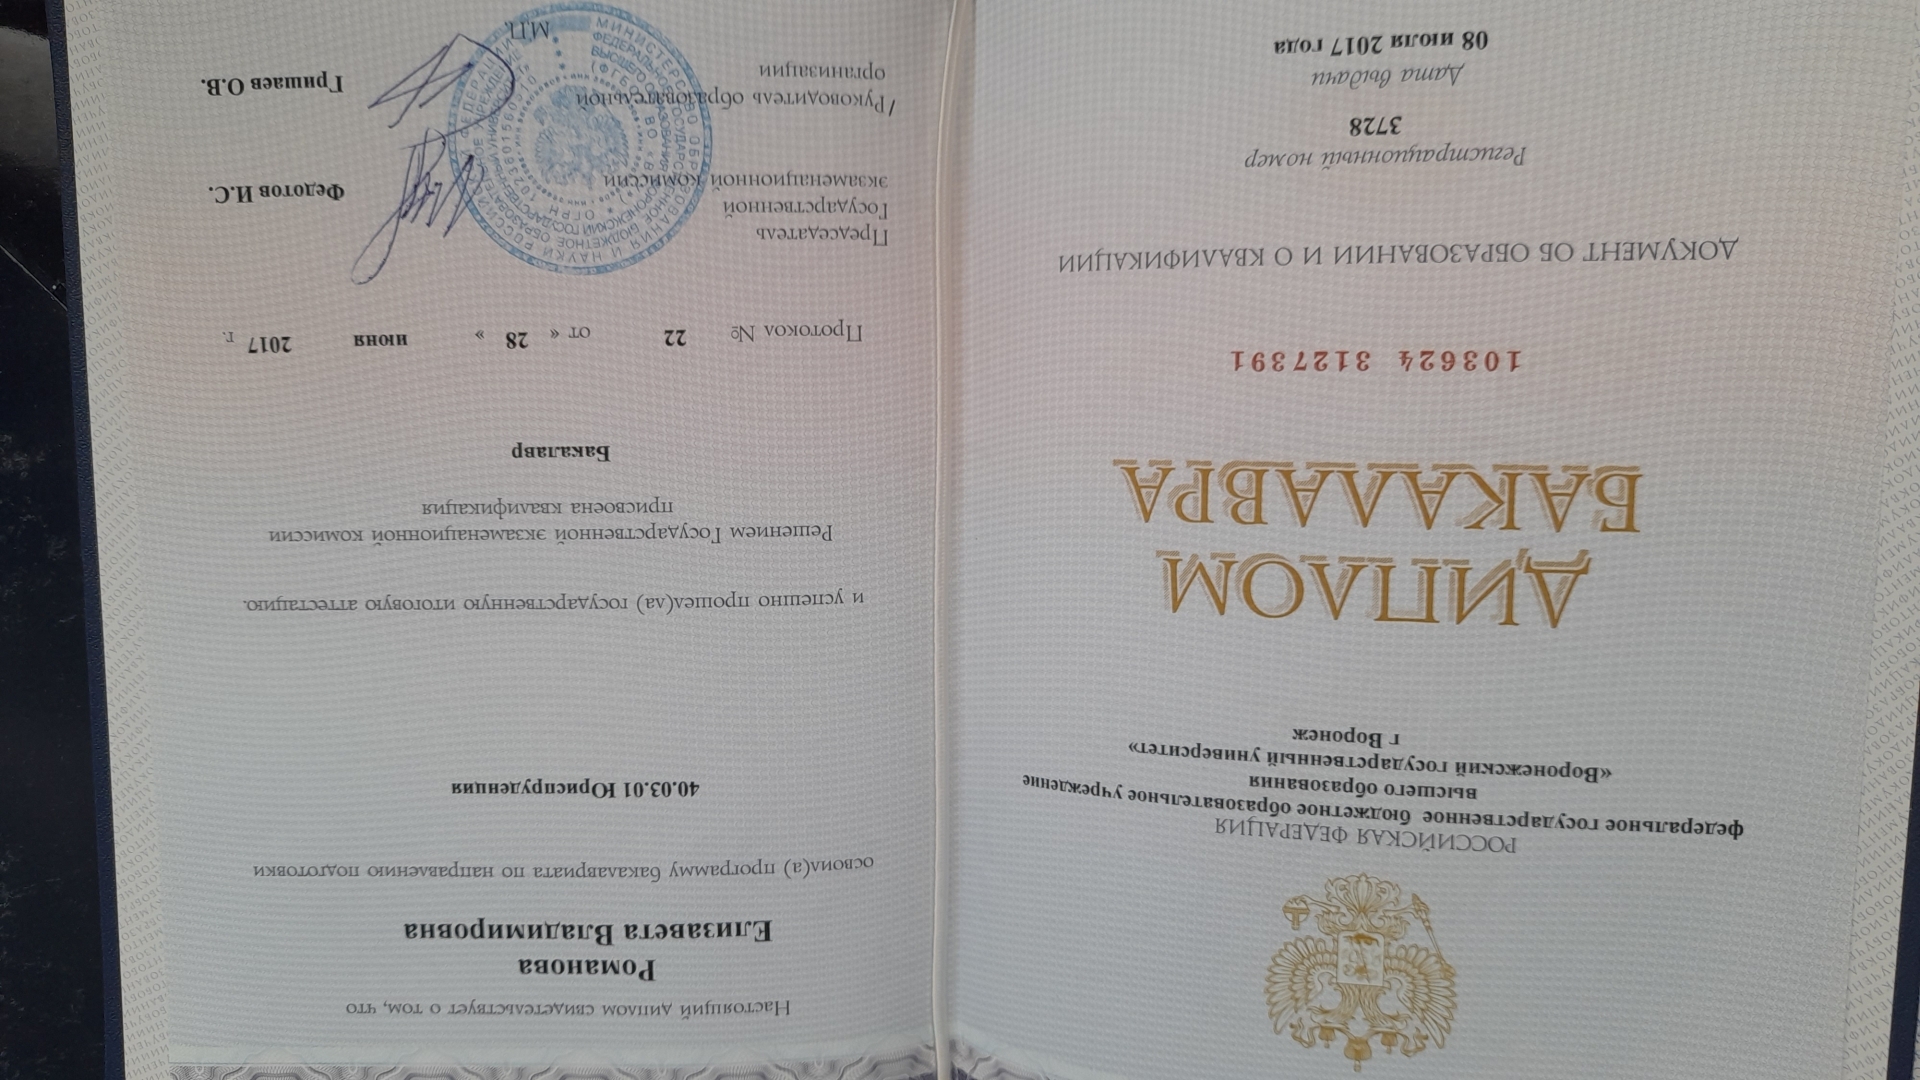 РОССИЙСКАЯ ФЕДЕРАЦИЯ
федеральное государственное бюджетное образовательное учреждение
высшего образования
«Воронежский государственный университет»
г Воронеж
ДИПЛОМ
БАКАЛАВРА
103624 3127391
ДОКУМЕНТ ОБ ОБРАЗОВАНИИ И О КВАЛИФИКАЦИИ
Регистрационный номер
3728
Дата выдачи
08 июля 2017 года
Настоящий диплом свидетельствует о том, что
Романова
Елизавета Владимировна
освоил(а) программу бакалавриата по направлению подготовки
40.03.01 Юриспруденция
и успешно прошел(ла) государственную итоговую аттестацию.
Решением Государственной экзаменационной комиссии
присвоена квалификация
Бакалавр
Протокол № 22 от « 28 » июня 2017 г.
Председатель
Государственной
экзаменационной комиссии Федотов И.С.
/Руководитель образовательной
организации Гришаев О.В.
М.П.